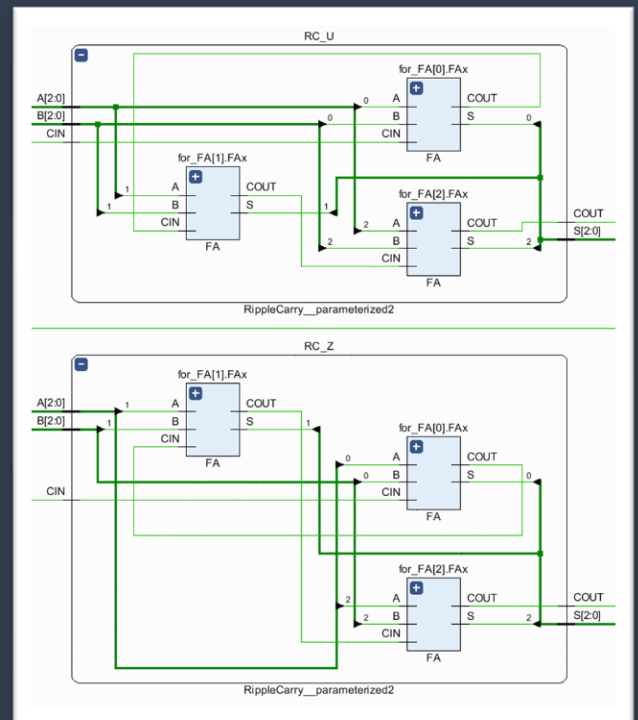 RC_U
for_FA[0].FAx
A[2:0]
B[2:0]
CIN
0 A COUT
0 B S 0
CIN
FA
for_FA[1].FAx
1 A COUT
1 B S 1
CIN
FA
for_FA[2].FAx
2 A COUT
2 B S 2
CIN
FA
COUT
S[2:0]
RippleCarry__parameterized2
RC_Z
for_FA[1].FAx
A[2:0] 1 A COUT
B[2:0] 1 B S 1
CIN
FA
for_FA[0].FAx
0 A COUT
0 B S 0
CIN CIN
FA
for_FA[2].FAx
2 A COUT COUT
2 B S 2 S[2:0]
CIN
FA
RippleCarry__parameterized2